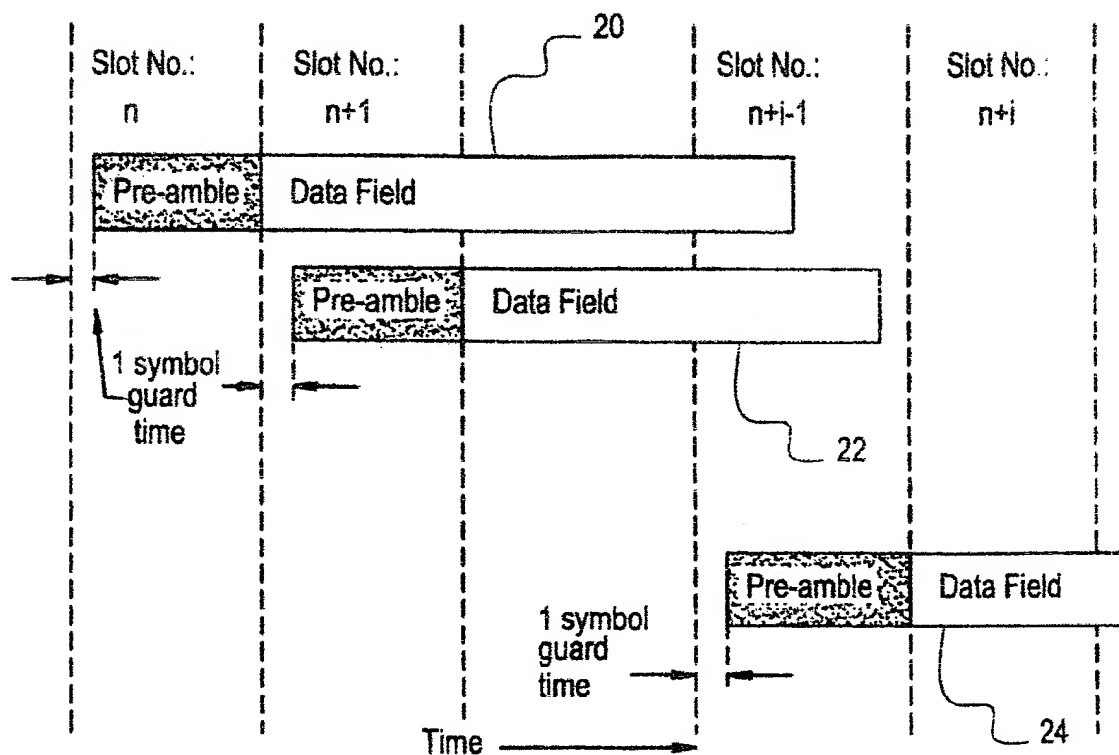 20
Slot No.:
n
Slot No.:
n+1
Slot No.:
n+i-1
Slot No.:
n+i
Pre-amble
Data Field
Pre-amble
Data Field
1 symbol
guard
time
22
Pre-amble
Data Field
1 symbol
guard
time
24
Time